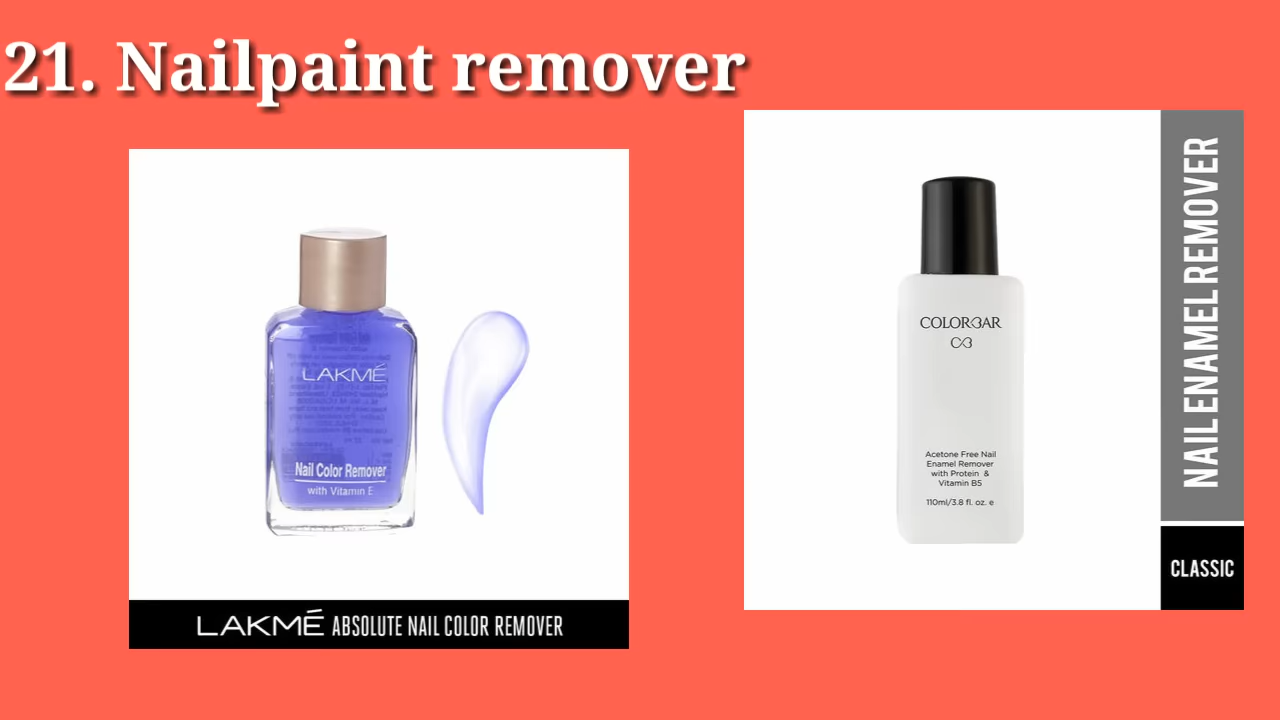 21. Nailpaint remover
LAKMÉ
Nail Color Remover
with Vitamin E
LAKMÉ ABSOLUTE NAIL COLOR REMOVER
COLORBAR
Acetone Free Nail
Enamel Remover
with Protein &
Vitamin B5
110ml/3.8 fl. oz. e
NAIL ENAMEL REMOVER
CLASSIC